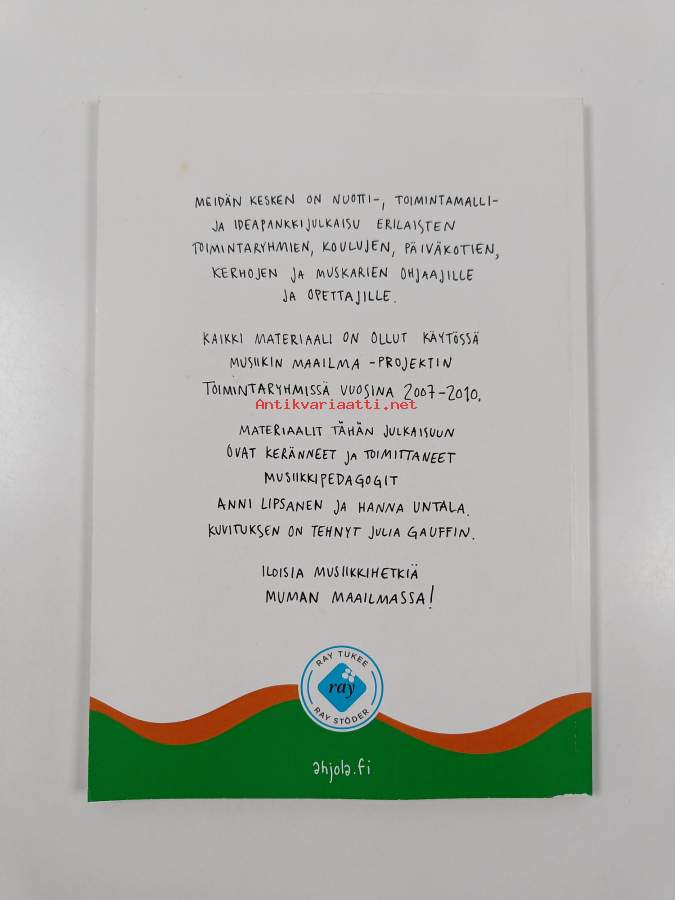 MEIDÄN KESKEN ON NUOTTI-, TOIMINTAMALLI-
JA IDEAPANKKIJULKAISU ERILAISTEN
TOIMINTARYHMIEN, KOULUJEN, PÄIVÄKOTIEN,
KERHOJEN JA MUSKARIEN OHJAAJILLE
JA OPETTAJILLE.
KAIKKI MATERIAALI ON OLLUT KÄYTÖSSÄ
MUSIIKIN MAAILMA -PROJEKTIN
TOIMINTARYHMISSÄ VUOSINA 2007-2010.
Antikvariaatti.net
MATERIAALIT TÄHÄN JULKAISUUN
OVAT KERÄNNEET JA TOIMITTANEET
MUSIIKKIPEDAGOGIT
ANNI LIPSANEN JA HANNA UNTALA.
KUVITUKSEN ON TEHNYT JULIA GAUFFIN.
ILOISIA MUSIIKKIHETKIÄ
MUMAN MAAILMASSA!
RAY TUKEE
ray
RAY STÖDER
ahjola.fi